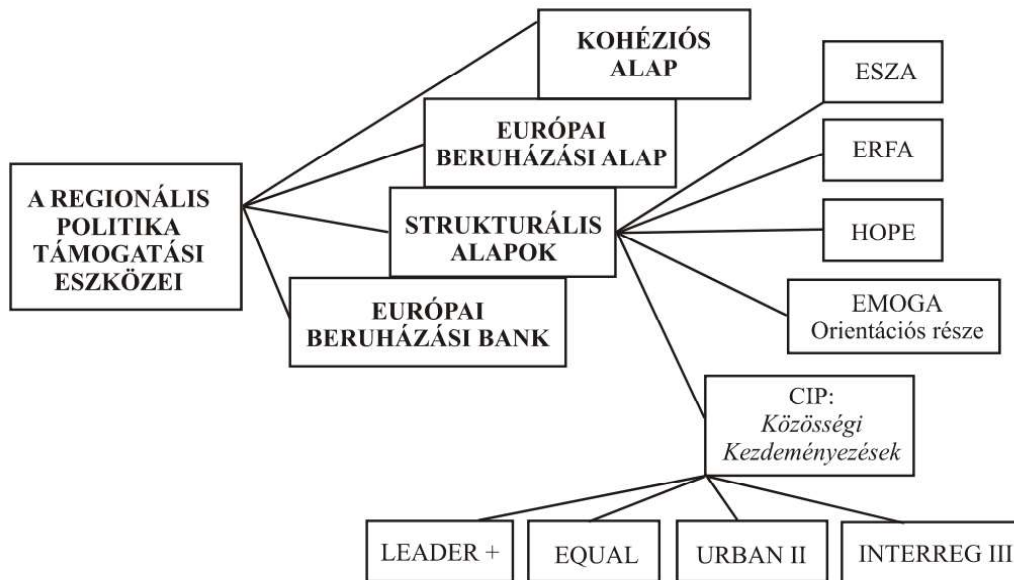 KOHÉZIÓS
ALAP
EURÓPAI
BERUHÁZÁSI ALAP
A REGIONÁLIS
POLITIKA
TÁMOGATÁSI
ESZKÖZEI
STRUKTURÁLIS
ALAPOK
EURÓPAI
BERUHÁZÁSI BANK
ESZA
ERFA
HOPE
EMOGA
Orientációs része
CIP:
Közösségi
Kezdeményezések
LEADER +
EQUAL
URBAN II
INTERREG III